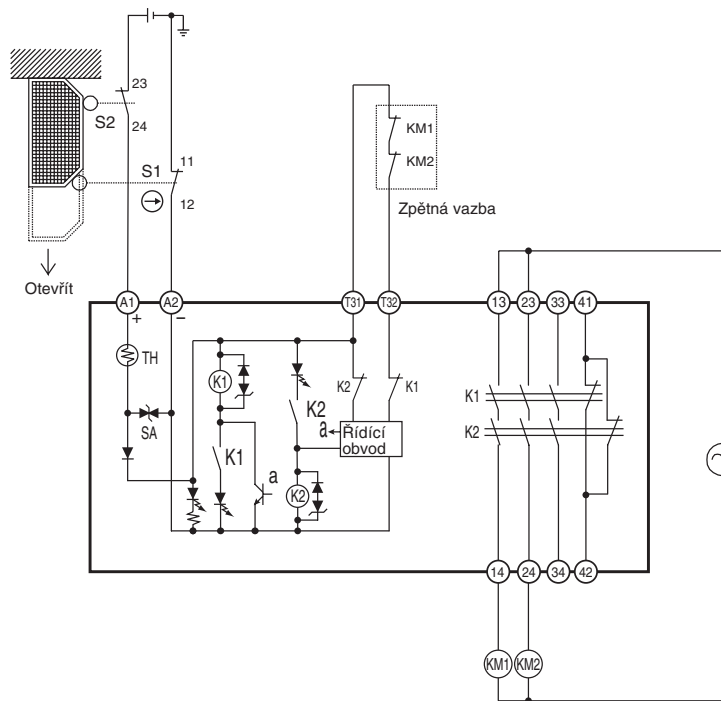 23
S2
24
S1
11
12
KM1
KM2
Zpětná vazba
Otevřít
A1
A2
T31
T32
13
23
33
41
+
−
TH
K1
K2
K1
K2
a
Řídící
obvod
SA
K1
a
K2
K1
K2
14
24
34
42
KM1
KM2